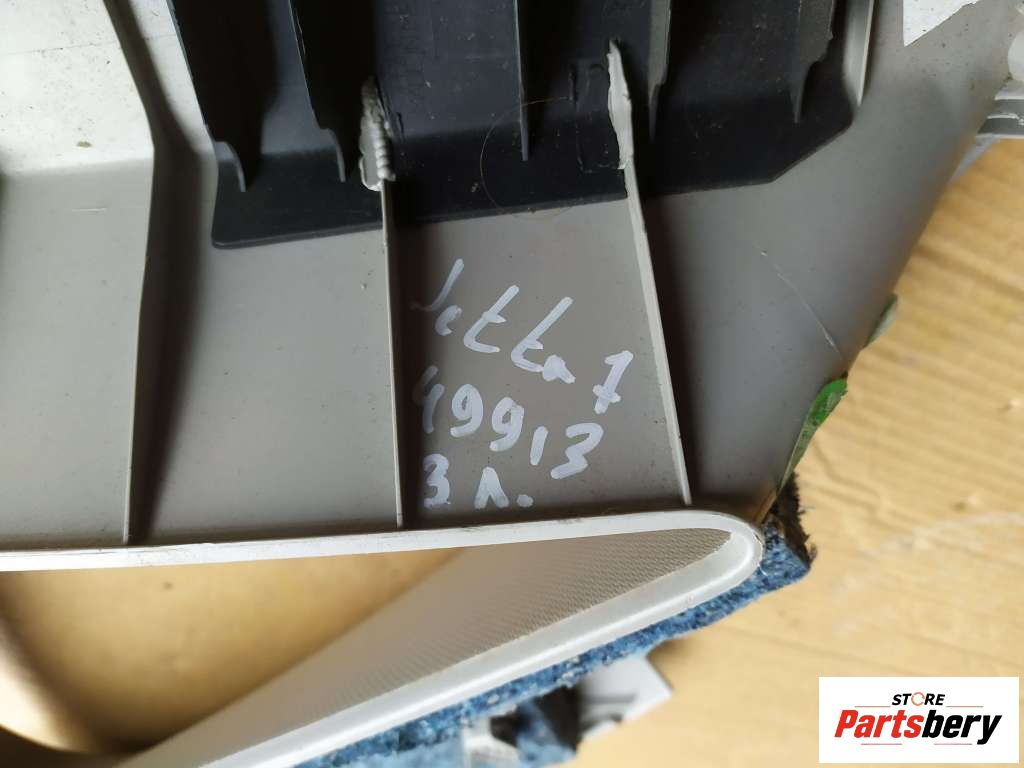 Jetta 7
49913
3 л.
STORE
Partsbery